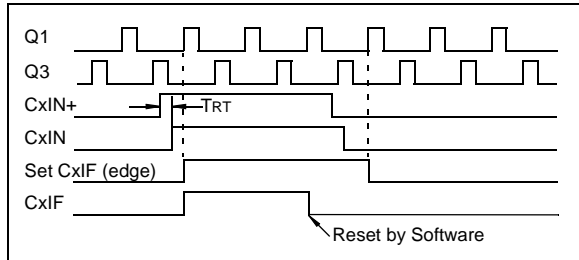 Q1
Q3
CxIN+
TRT
CxIN
Set CxIF (edge)
CxIF
Reset by Software